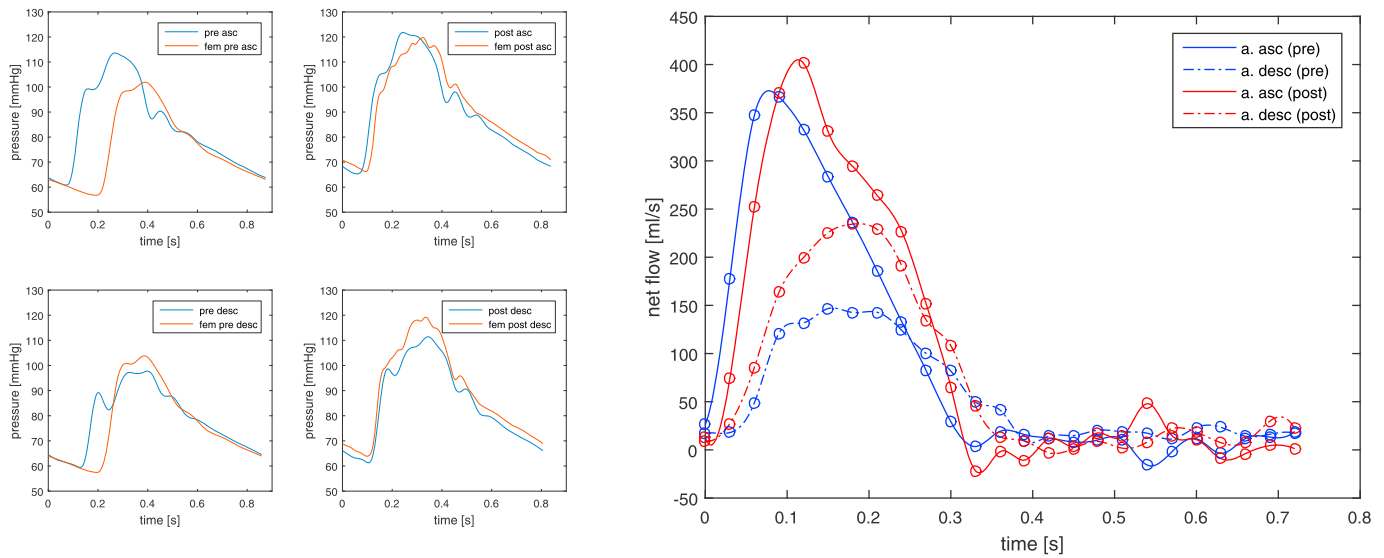 130
120
110
100
90
80
70
60
50
pressure [mmHg]
pre asc
fem pre asc
0 0.2 0.4 0.6 0.8
time [s]
130
120
110
100
90
80
70
60
50
pressure [mmHg]
post asc
fem post asc
0 0.2 0.4 0.6 0.8
time [s]
130
120
110
100
90
80
70
60
50
pressure [mmHg]
pre desc
fem pre desc
0 0.2 0.4 0.6 0.8
time [s]
130
120
110
100
90
80
70
60
50
pressure [mmHg]
post desc
fem post desc
0 0.2 0.4 0.6 0.8
time [s]
450
400
350
300
250
200
150
100
50
0
-50
net flow [ml/s]
a. asc (pre)
a. desc (pre)
a. asc (post)
a. desc (post)
0 0.1 0.2 0.3 0.4 0.5 0.6 0.7 0.8
time [s]